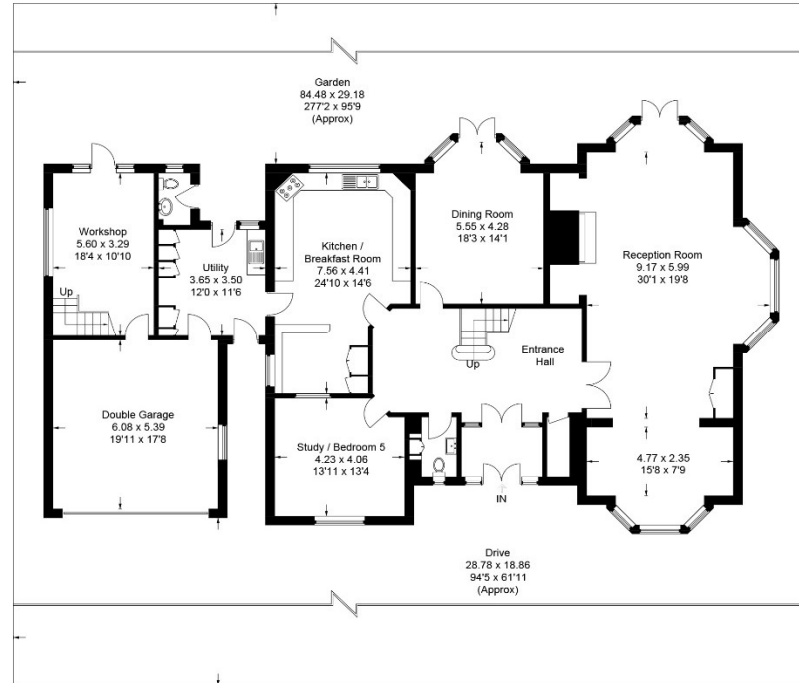 Garden
84.48 x 29.18
277'2 x 95'9
(Approx)
Workshop
5.60 x 3.29
18'4 x 10'10
Up
Utility
3.65 x 3.50
12'0 x 11'6
Kitchen /
Breakfast Room
7.56 x 4.41
24'10 x 14'6
Dining Room
5.55 x 4.28
18'3 x 14'1
Reception Room
9.17 x 5.99
30'1 x 19'8
Entrance
Hall
Up
Double Garage
6.08 x 5.39
19'11 x 17'8
Study / Bedroom 5
4.23 x 4.06
13'11 x 13'4
4.77 x 2.35
15'8 x 7'9
IN
Drive
28.78 x 18.86
94'5 x 61'11
(Approx)